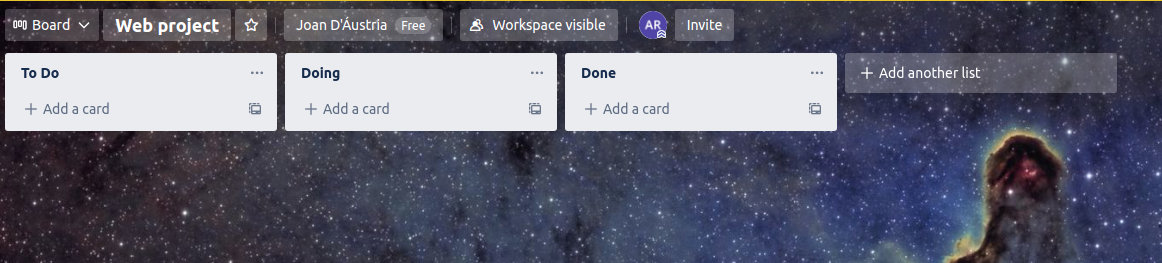 Board Web project Joan D'Áustria Free Workspace visible AR Invite
To Do Doing Done + Add another list
+ Add a card + Add a card + Add a card